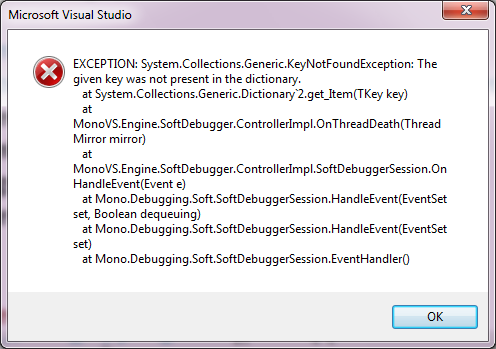 Microsoft Visual Studio
EXCEPTION: System.Collections.Generic.KeyNotFoundException: The
given key was not present in the dictionary.
at System.Collections.Generic.Dictionary`2.get_Item(TKey key)
at
MonoVS.Engine.SoftDebugger.ControllerImpl.OnThreadDeath(Thread
Mirror mirror)
at
MonoVS.Engine.SoftDebugger.ControllerImpl.SoftDebuggerSession.On
HandleEvent(Event e)
at Mono.Debugging.Soft.SoftDebuggerSession.HandleEvent(EventSet
set, Boolean dequeuing)
at Mono.Debugging.Soft.SoftDebuggerSession.HandleEvent(EventSet
set)
at Mono.Debugging.Soft.SoftDebuggerSession.EventHandler()
OK